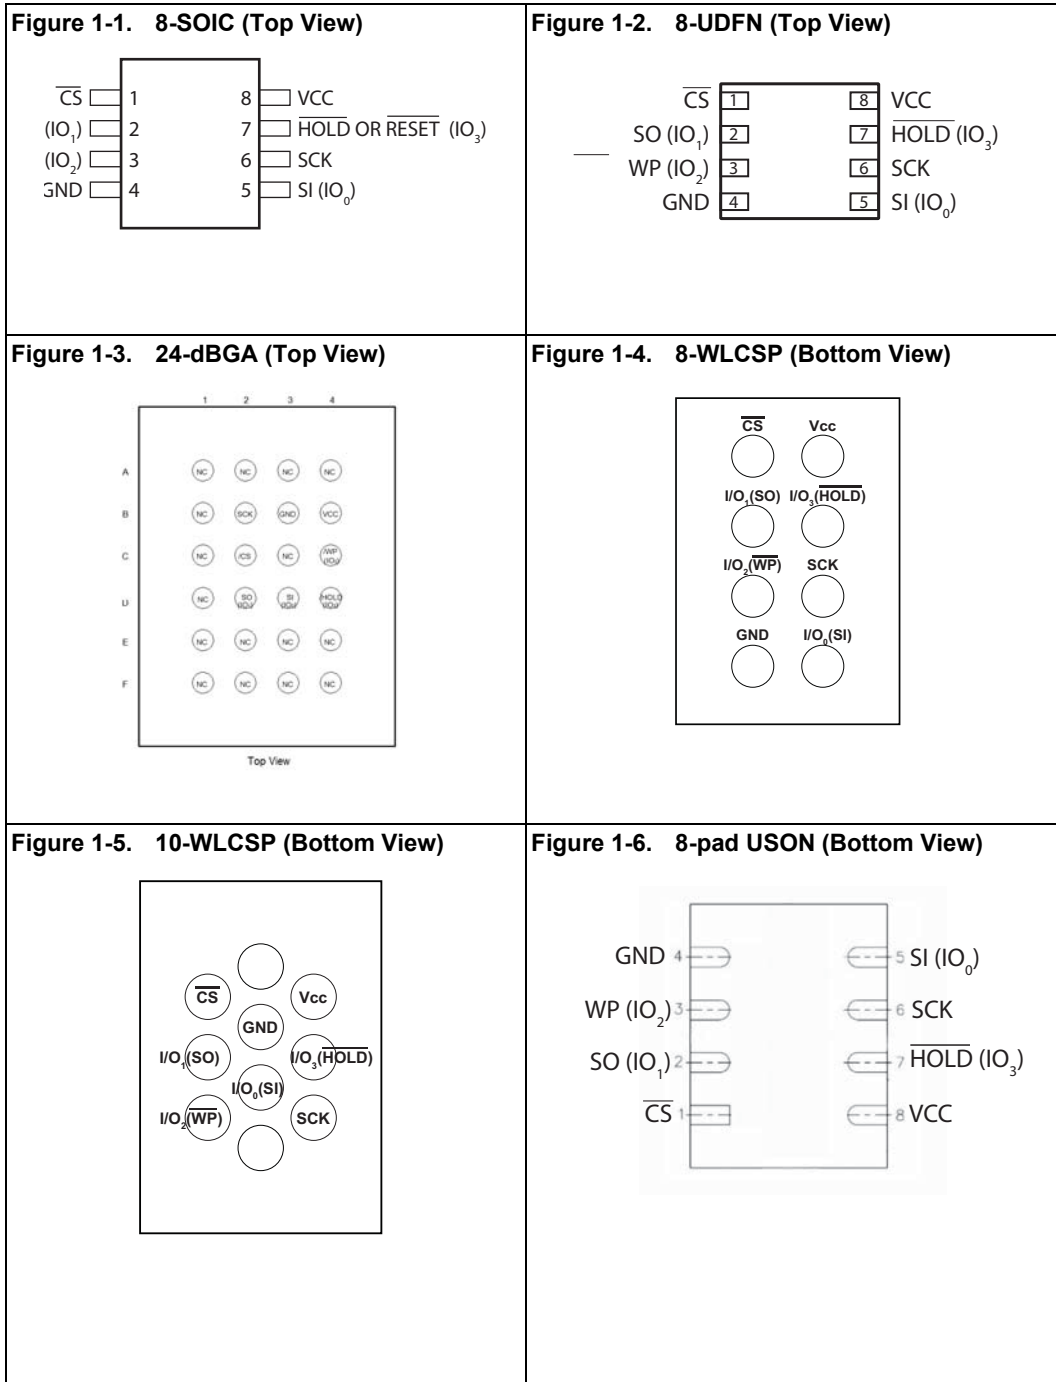 Figure 1-1. 8-SOIC (Top View)
CS 1 8 VCC
(IO1) 2 7 HOLD OR RESET (IO3)
(IO2) 3 6 SCK
GND 4 5 SI (IO0)
Figure 1-2. 8-UDFN (Top View)
CS 1 8 VCC
SO (IO1) 2 7 HOLD (IO3)
WP (IO2) 3 6 SCK
GND 4 5 SI (IO0)
Figure 1-3. 24-dBGA (Top View)
1 2 3 4
A NC NC NC NC
B NC SCK GND VCC
C NC /CS NC /WP
D NC SO SI /HOLD
E NC NC NC NC
F NC NC NC NC
Top View
Figure 1-4. 8-WLCSP (Bottom View)
CS Vcc
I/O1(SO) I/O3(HOLD)
I/O2(WP) SCK
GND I/O0(SI)
Figure 1-5. 10-WLCSP (Bottom View)
CS Vcc
GND
I/O1(SO) I/O3(HOLD)
I/O0(SI)
I/O2(WP) SCK
Figure 1-6. 8-pad USON (Bottom View)
GND 4 5 SI (IO0)
WP (IO2) 3 6 SCK
SO (IO1) 2 7 HOLD (IO3)
CS 1 8 VCC